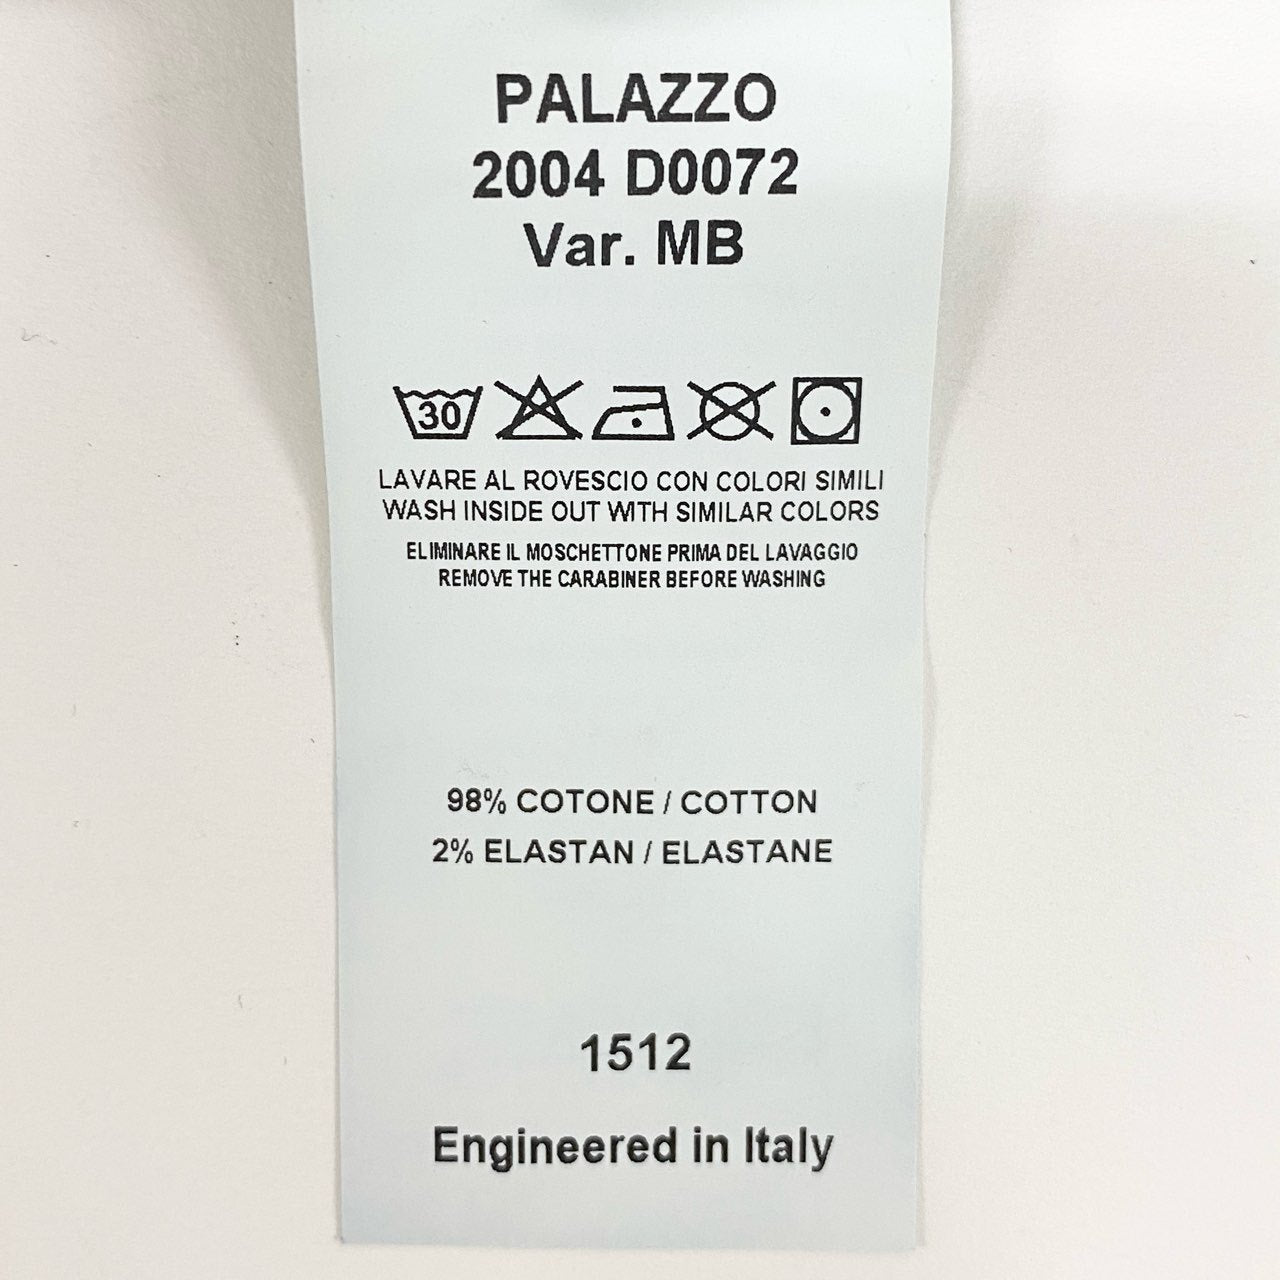 PALAZZO
2004 D0072
Var. MB
30
LAVARE AL ROVESCIO CON COLORI SIMILI
WASH INSIDE OUT WITH SIMILAR COLORS
ELIMINARE IL MOSCHETTONE PRIMA DEL LAVAGGIO
REMOVE THE CARABINER BEFORE WASHING
98% COTONE / COTTON
2% ELASTAN / ELASTANE
1512
Engineered in Italy